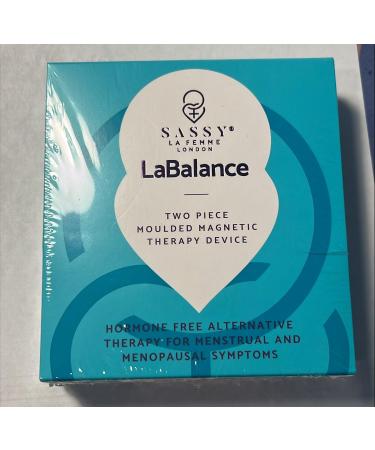 SASSY®
LA FEMME
LONDON
LaBalance
TWO PIECE
MOULDED MAGNETIC
THERAPY DEVICE
HORMONE FREE ALTERNATIVE
THERAPY FOR MENSTRUAL AND
MENOPAUSAL SYMPTOMS